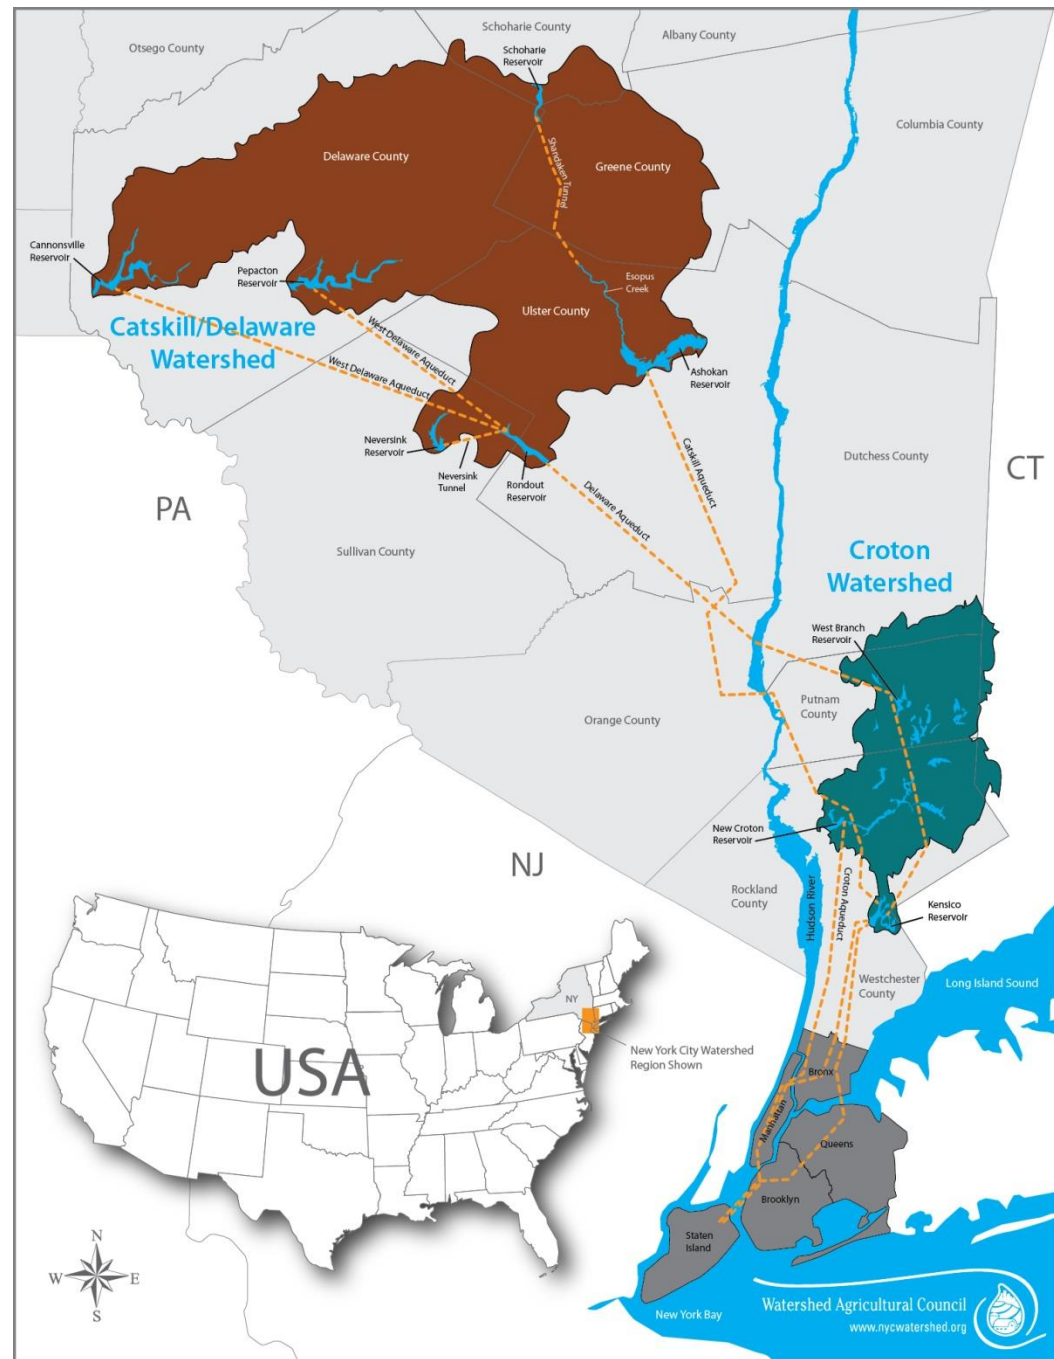 Otsego County
Schoharie County
Albany County
Schoharie
Reservoir
Columbia County
Delaware County
Greene County
Shandaken Tunnel
Cannonsville
Reservoir
Pepacton
Reservoir
Esopus
Creek
Ulster County
Catskill/Delaware
Watershed
West Delaware Aqueduct
West Delaware Aqueduct
Ashokan
Reservoir
Neversink
Reservoir
Neversink
Tunnel
Rondout
Reservoir
Catskill Aqueduct
Delaware Aqueduct
Dutchess County
CT
PA
Sullivan County
Croton
Watershed
West Branch
Reservoir
Putnam
County
Orange County
New Croton
Reservoir
NJ
Rockland
County
Hudson River
Croton Aqueduct
Kensico
Reservoir
Westchester
County
Long Island Sound
NY
New York City Watershed
Region Shown
USA
Bronx
Manhattan
Queens
Brooklyn
Staten
Island
New York Bay
N
W
E
S
Watershed Agricultural Council
www.nycwatershed.org